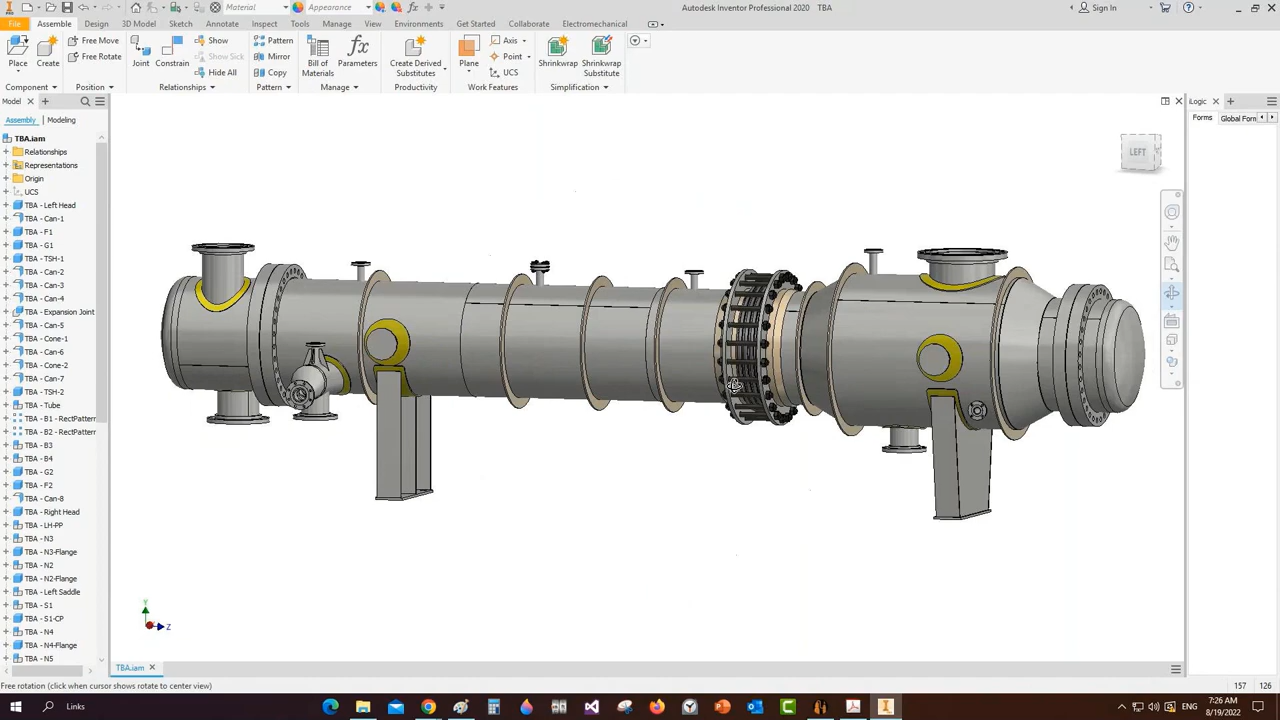 Material
Appearance
Autodesk Inventor Professional 2020 TBA
Sign In
File Assemble Design 3D Model Sketch Annotate Inspect Tools Manage View Environments Get Started Collaborate Electromechanical
Place
Create
Free Move
Free Rotate
Joint
Constrain
Show
Show Sick
Hide All
Pattern
Mirror
Copy
Bill of
Materials
Parameters
Create Derived
Substitutes
Plane
Axis
Point
UCS
Shrinkwrap
Shrinkwrap
Substitute
Component Position Relationships Pattern Manage Productivity Work Features Simplification
Model
iLogic
Assembly Modeling
Forms Global Forn
TBA.iam
Relationships
Representations
Origin
UCS
TBA - Left Head
TBA - Can-1
TBA - F1
TBA - G1
TBA - TSH-1
TBA - Can-2
TBA - Can-3
TBA - Can-4
TBA - Expansion Joint
TBA - Can-5
TBA - Cone-1
TBA - Can-6
TBA - Cone-2
TBA - Can-7
TBA - TSH-2
TBA - Tube
TBA - B1 - RectPattern
TBA - B2 - RectPattern
TBA - B3
TBA - B4
TBA - G2
TBA - F2
TBA - Can-8
TBA - Right Head
TBA - LH-PP
TBA - N3
TBA - N3-Flange
TBA - N2
TBA - N2-Flange
TBA - Left Saddle
TBA - S1
TBA - S1-CP
TBA - N4
TBA - N4-Flange
TBA - N5
LEFT
Y
Z
TBA.iam
Free rotation (click when cursor shows rotate to center view)
157 126
Links
ENG
7:26 AM
8/19/2022